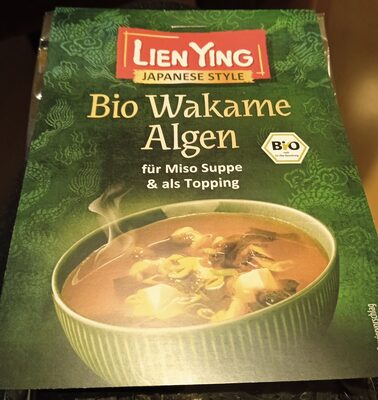 LIEN YING
JAPANESE STYLE
Bio Wakame
Algen
für Miso Suppe
& als Topping
BIO